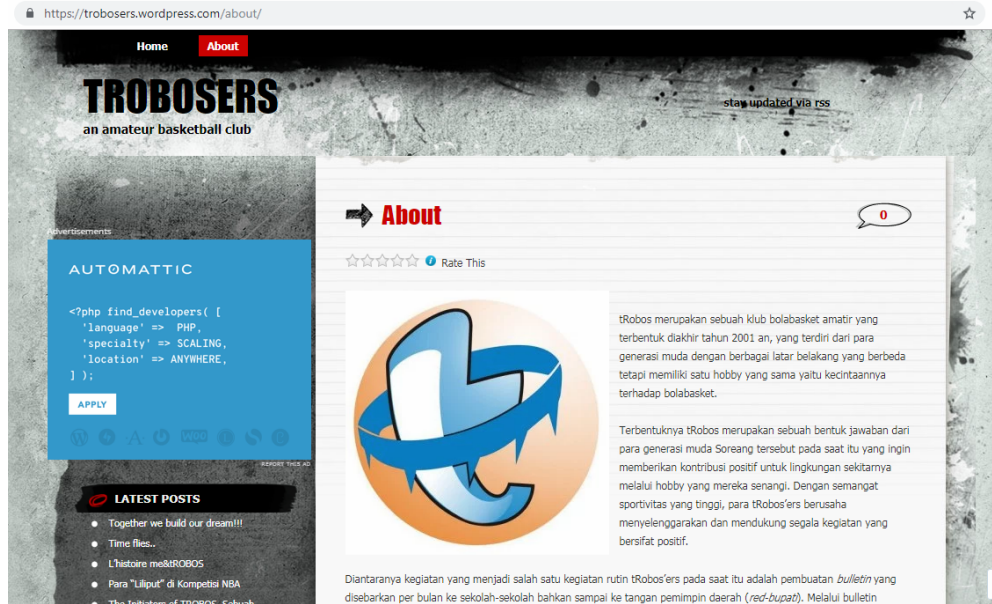 https://trobosers.wordpress.com/about/
Home About
TROBOSERS
an amateur basketball club
stay updated via rss
Advertisements
AUTOMATTIC
<?php find_developers( [
'language' => PHP,
'specialty' => SCALING,
'location' => ANYWHERE,
] );
APPLY
REPORT THIS AD
LATEST POSTS
Together we build our dream!!!
Time flies..
L'histoire me&tROBOS
Para "Liliput" di Kompetisi NBA
The Initiators of TROBOS, Sebuah
About
0
Rate This
tRobos merupakan sebuah klub bolabasket amatir yang
terbentuk diakhir tahun 2001 an, yang terdiri dari para
generasi muda dengan berbagai latar belakang yang berbeda
tetapi memiliki satu hobby yang sama yaitu kecintaannya
terhadap bolabasket.
Terbentuknya tRobos merupakan sebuah bentuk jawaban dari
para generasi muda Soreang tersebut pada saat itu yang ingin
memberikan kontribusi positif untuk lingkungan sekitarnya
melalui hobby yang mereka senangi. Dengan semangat
sportivitas yang tinggi, para tRobos'ers berusaha
menyelenggarakan dan mendukung segala kegiatan yang
bersifat positif.
Diantaranya kegiatan yang menjadi salah satu kegiatan rutin tRobos'ers pada saat itu adalah pembuatan bulletin yang
disebarkan per bulan ke sekolah-sekolah bahkan sampai ke tangan pemimpin daerah (red-bupati). Melalui bulletin